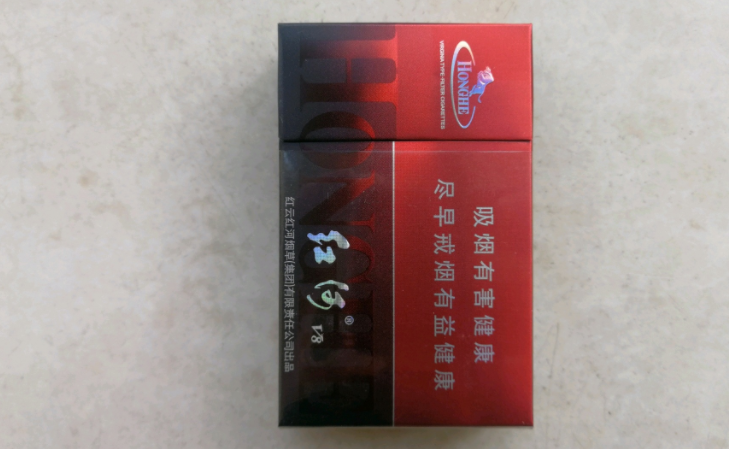 HONGHE
HONGHE
VIRGINIA TYPE·FILTER CIGARETTES
吸烟有害健康
尽早戒烟有益健康
红河® V8
红云红河烟草(集团)有限责任公司出品